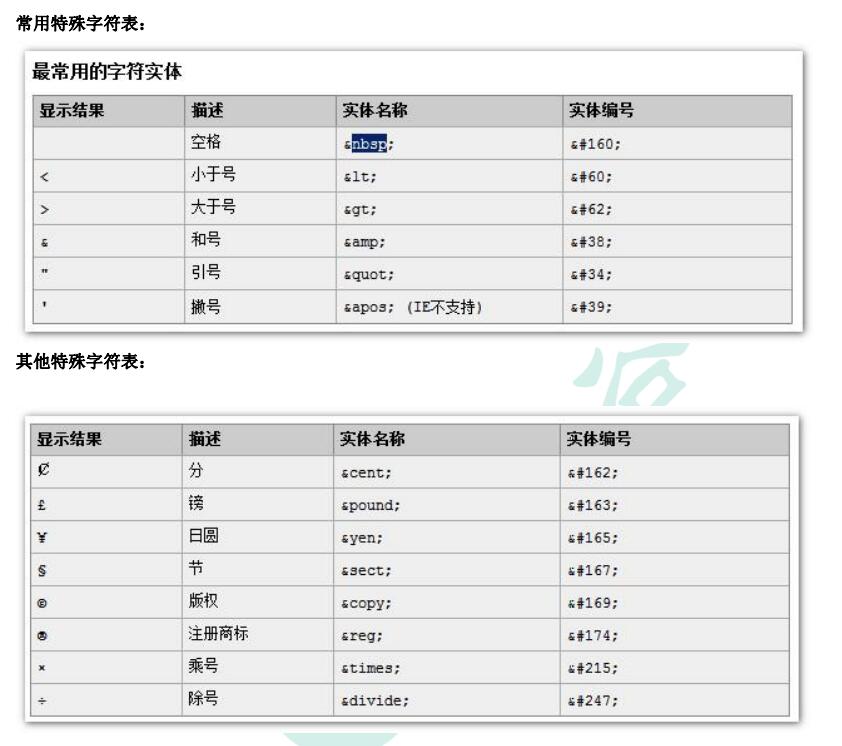 常用特殊字符表：
最常用的字符实体
显示结果 描述 实体名称 实体编号
空格 &nbsp; &#160;
< 小于号 &lt; &#60;
> 大于号 &gt; &#62;
& 和号 &amp; &#38;
" 引号 &quot; &#34;
' 撇号 &apos; (IE不支持) &#39;
其他特殊字符表：
显示结果 描述 实体名称 实体编号
₡ 分 &cent; &#162;
£ 镑 &pound; &#163;
¥ 日圆 &yen; &#165;
§ 节 &sect; &#167;
© 版权 &copy; &#169;
® 注册商标 &reg; &#174;
× 乘号 &times; &#215;
÷ 除号 &divide; &#247;